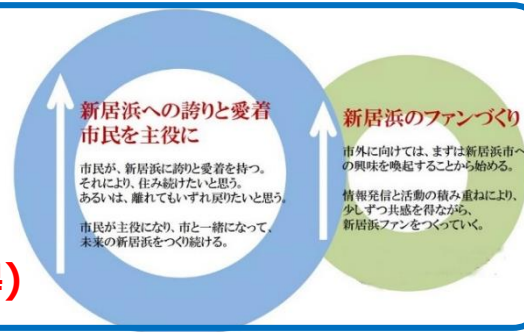 新居浜への誇りと愛着
市民を主役に
市民が、新居浜に誇りと愛着を持つ。
それにより、住み続けたいと思う。
あるいは、離れてもいずれ戻りたいと思う。
市民が主役になり、市と一緒になって、
未来の新居浜をつくり続ける。
新居浜のファンづくり
市外に向けては、まずは新居浜市へ
の興味を喚起することから始める。
情報発信と活動の積み重ねにより、
少しずつ共感を得ながら、
新居浜ファンをつくっていく。
)